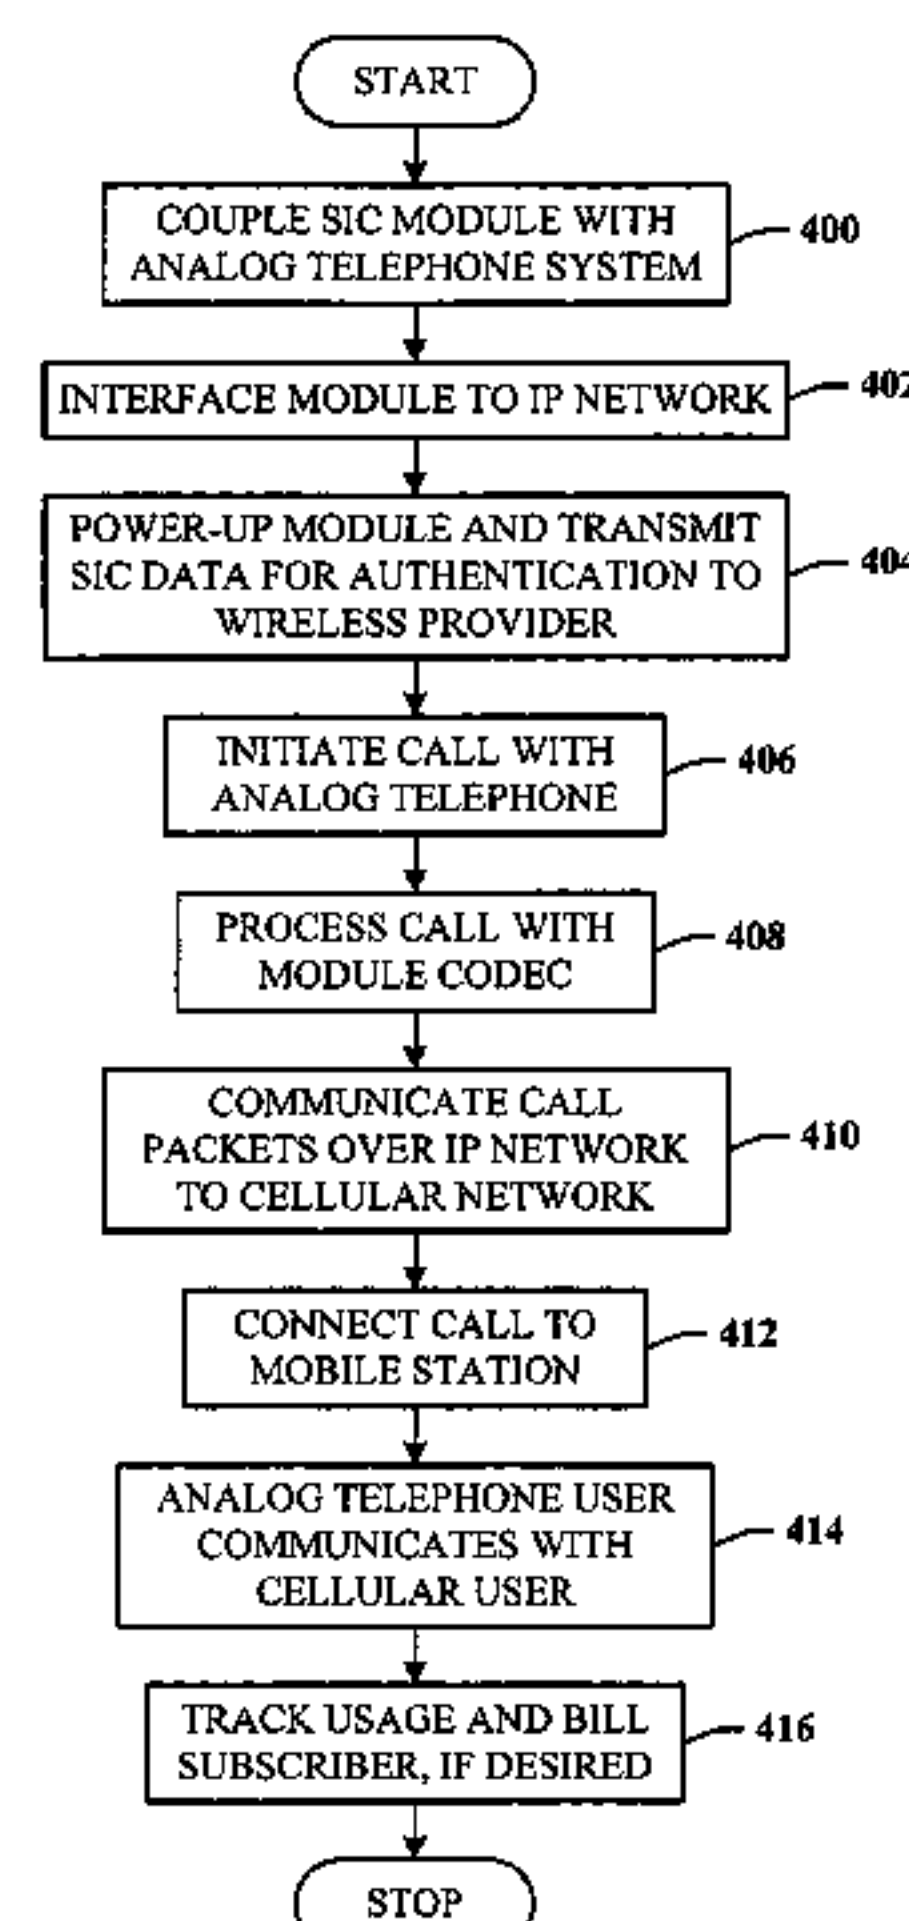 START
COUPLE SIC MODULE WITH
ANALOG TELEPHONE SYSTEM
400
INTERFACE MODULE TO IP NETWORK
402
POWER-UP MODULE AND TRANSMIT
SIC DATA FOR AUTHENTICATION TO
WIRELESS PROVIDER
404
INITIATE CALL WITH
ANALOG TELEPHONE
406
PROCESS CALL WITH
MODULE CODEC
408
COMMUNICATE CALL
PACKETS OVER IP NETWORK
TO CELLULAR NETWORK
410
CONNECT CALL TO
MOBILE STATION
412
ANALOG TELEPHONE USER
COMMUNICATES WITH
CELLULAR USER
414
TRACK USAGE AND BILL
SUBSCRIBER, IF DESIRED
416
STOP